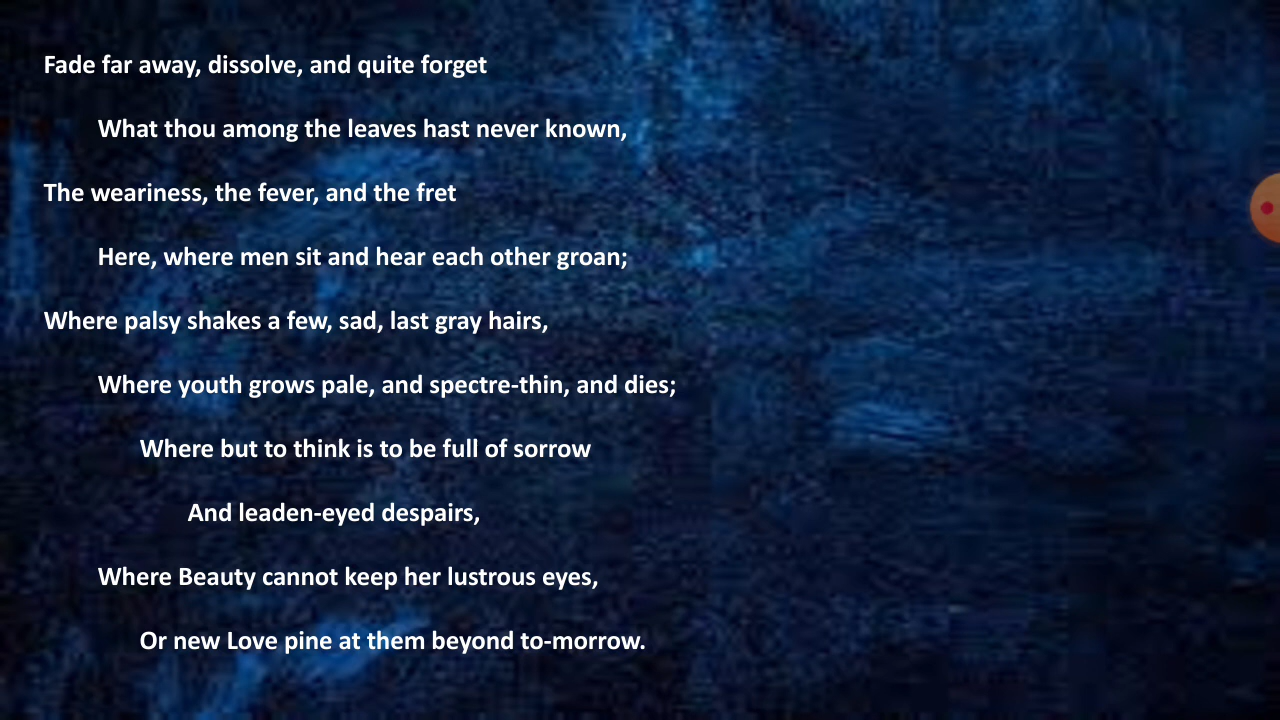 Fade far away, dissolve, and quite forget
What thou among the leaves hast never known,
The weariness, the fever, and the fret
Here, where men sit and hear each other groan;
Where palsy shakes a few, sad, last gray hairs,
Where youth grows pale, and spectre-thin, and dies;
Where but to think is to be full of sorrow
And leaden-eyed despairs,
Where Beauty cannot keep her lustrous eyes,
Or new Love pine at them beyond to-morrow.